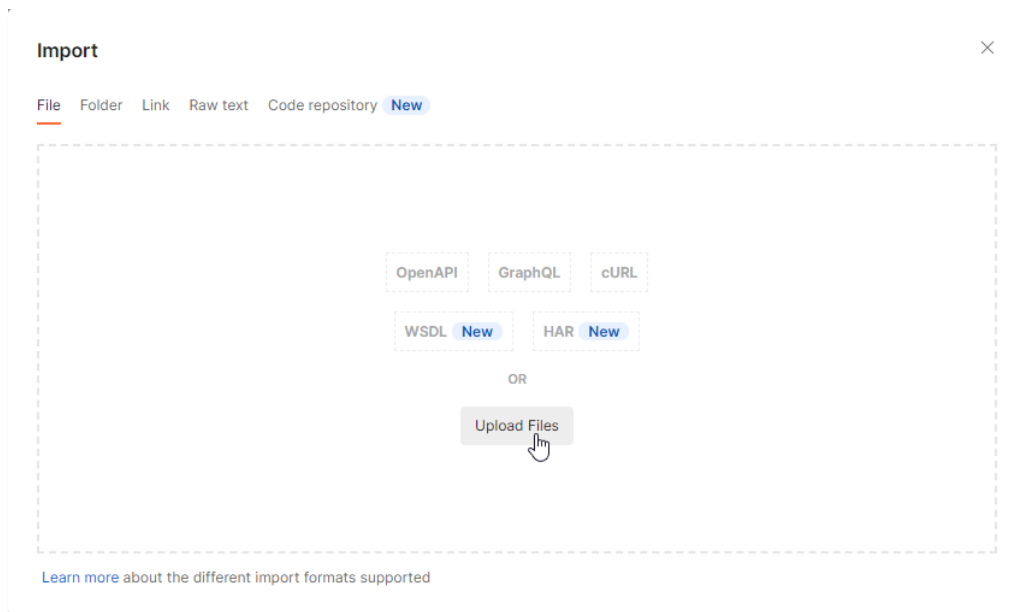 Import
File Folder Link Raw text Code repository New
OpenAPI GraphQL cURL
WSDL New HAR New
OR
Upload Files
Learn more about the different import formats supported